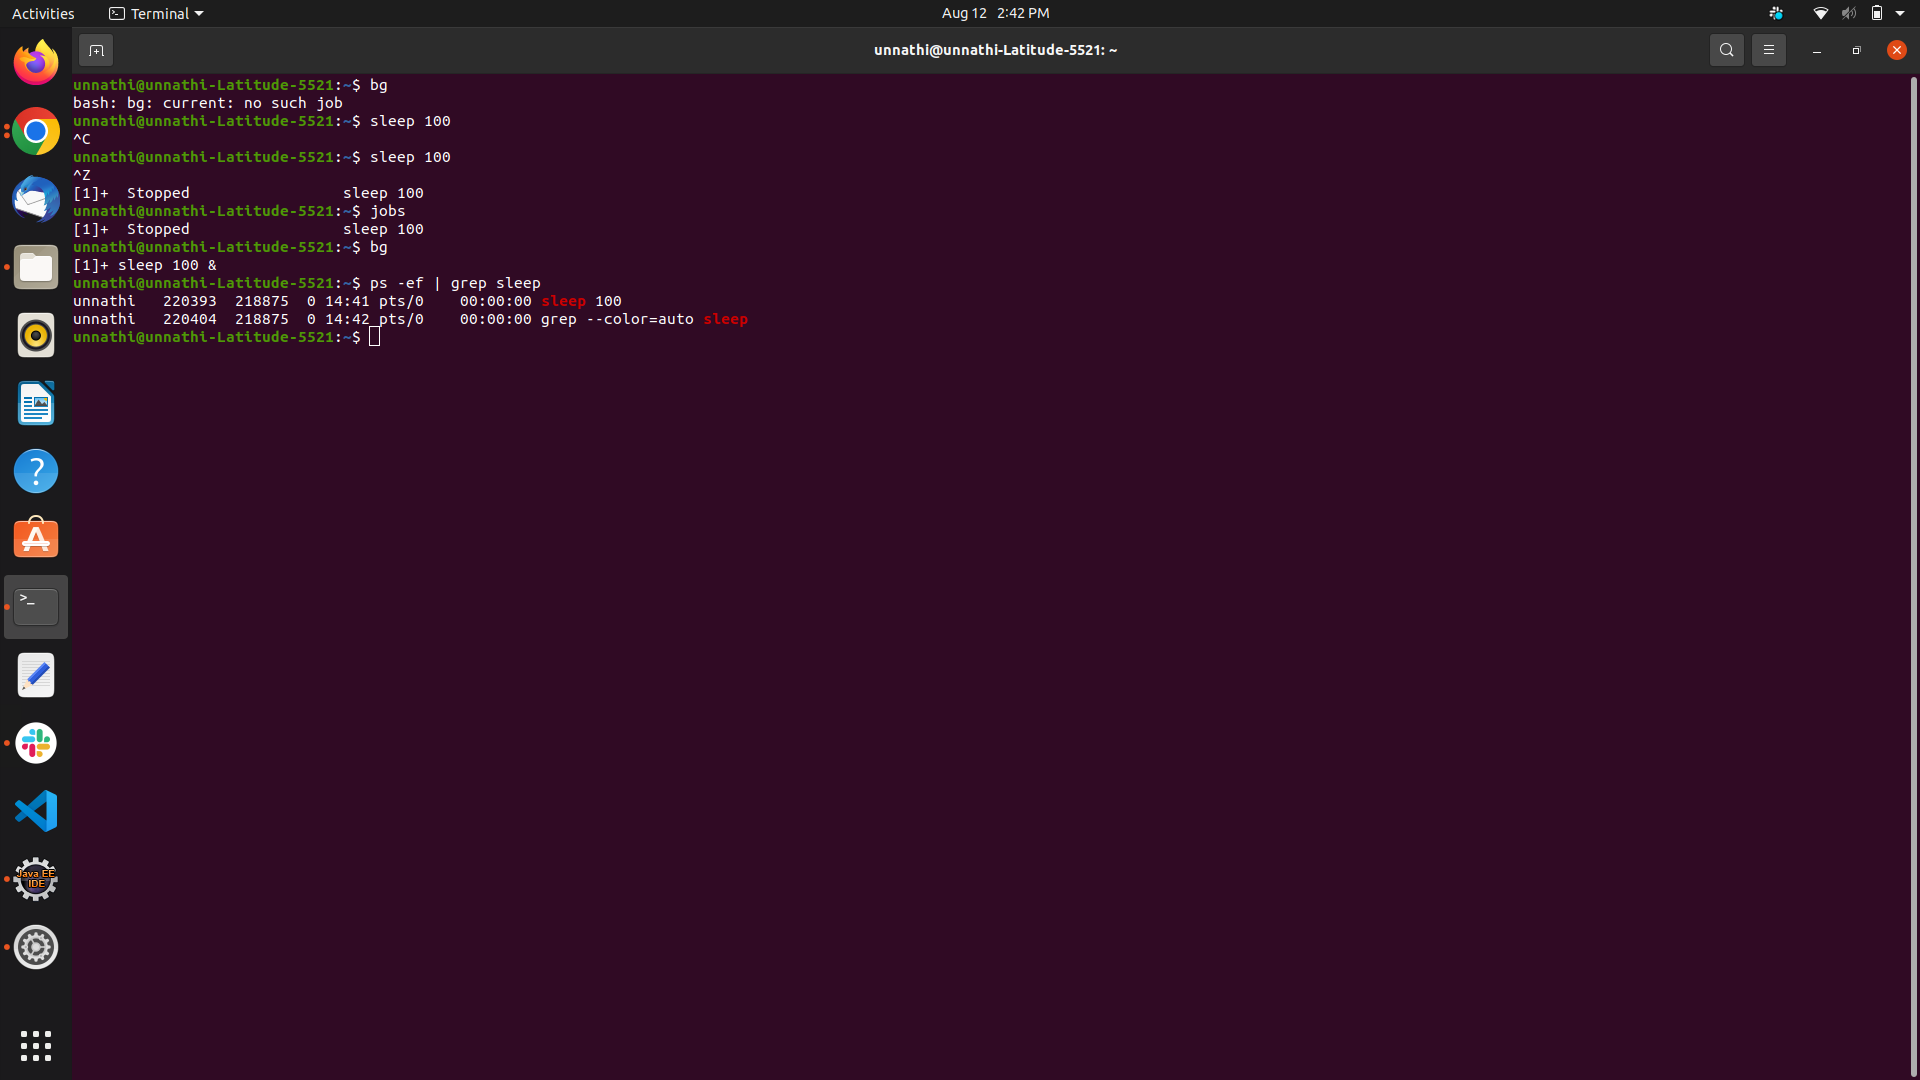 Activities Terminal Aug 12 2:42 PM
unnathi@unnathi-Latitude-5521: ~
unnathi@unnathi-Latitude-5521:~$ bg
bash: bg: current: no such job
unnathi@unnathi-Latitude-5521:~$ sleep 100
^C
unnathi@unnathi-Latitude-5521:~$ sleep 100
^Z
[1]+  Stopped                 sleep 100
unnathi@unnathi-Latitude-5521:~$ jobs
[1]+  Stopped                 sleep 100
unnathi@unnathi-Latitude-5521:~$ bg
[1]+ sleep 100 &
unnathi@unnathi-Latitude-5521:~$ ps -ef | grep sleep
unnathi   220393  218875  0 14:41 pts/0    00:00:00 sleep 100
unnathi   220404  218875  0 14:42 pts/0    00:00:00 grep --color=auto sleep
unnathi@unnathi-Latitude-5521:~$
Java EE
IDE